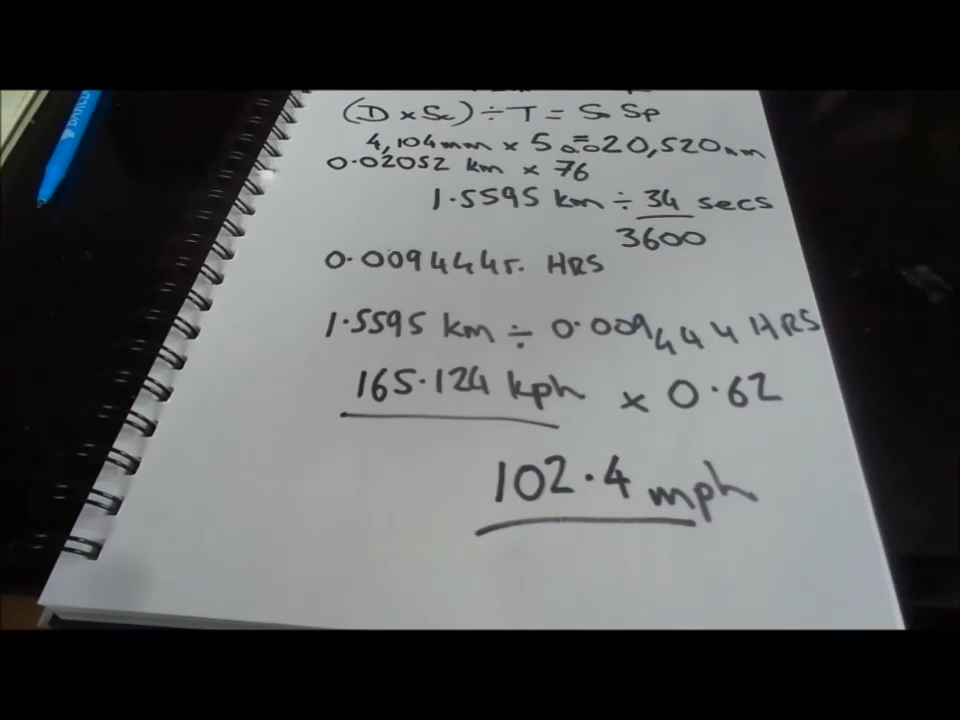 (D × Sc) ÷ T = Sc Sp
4,104mm × 5 = 20,520mm
0.02052 km × 76
1.5595 km ÷ 34 secs
3600
0.009444r. HRS
1.5595 km ÷ 0.009444 HRS
165.124 kph × 0.62
102.4 mph